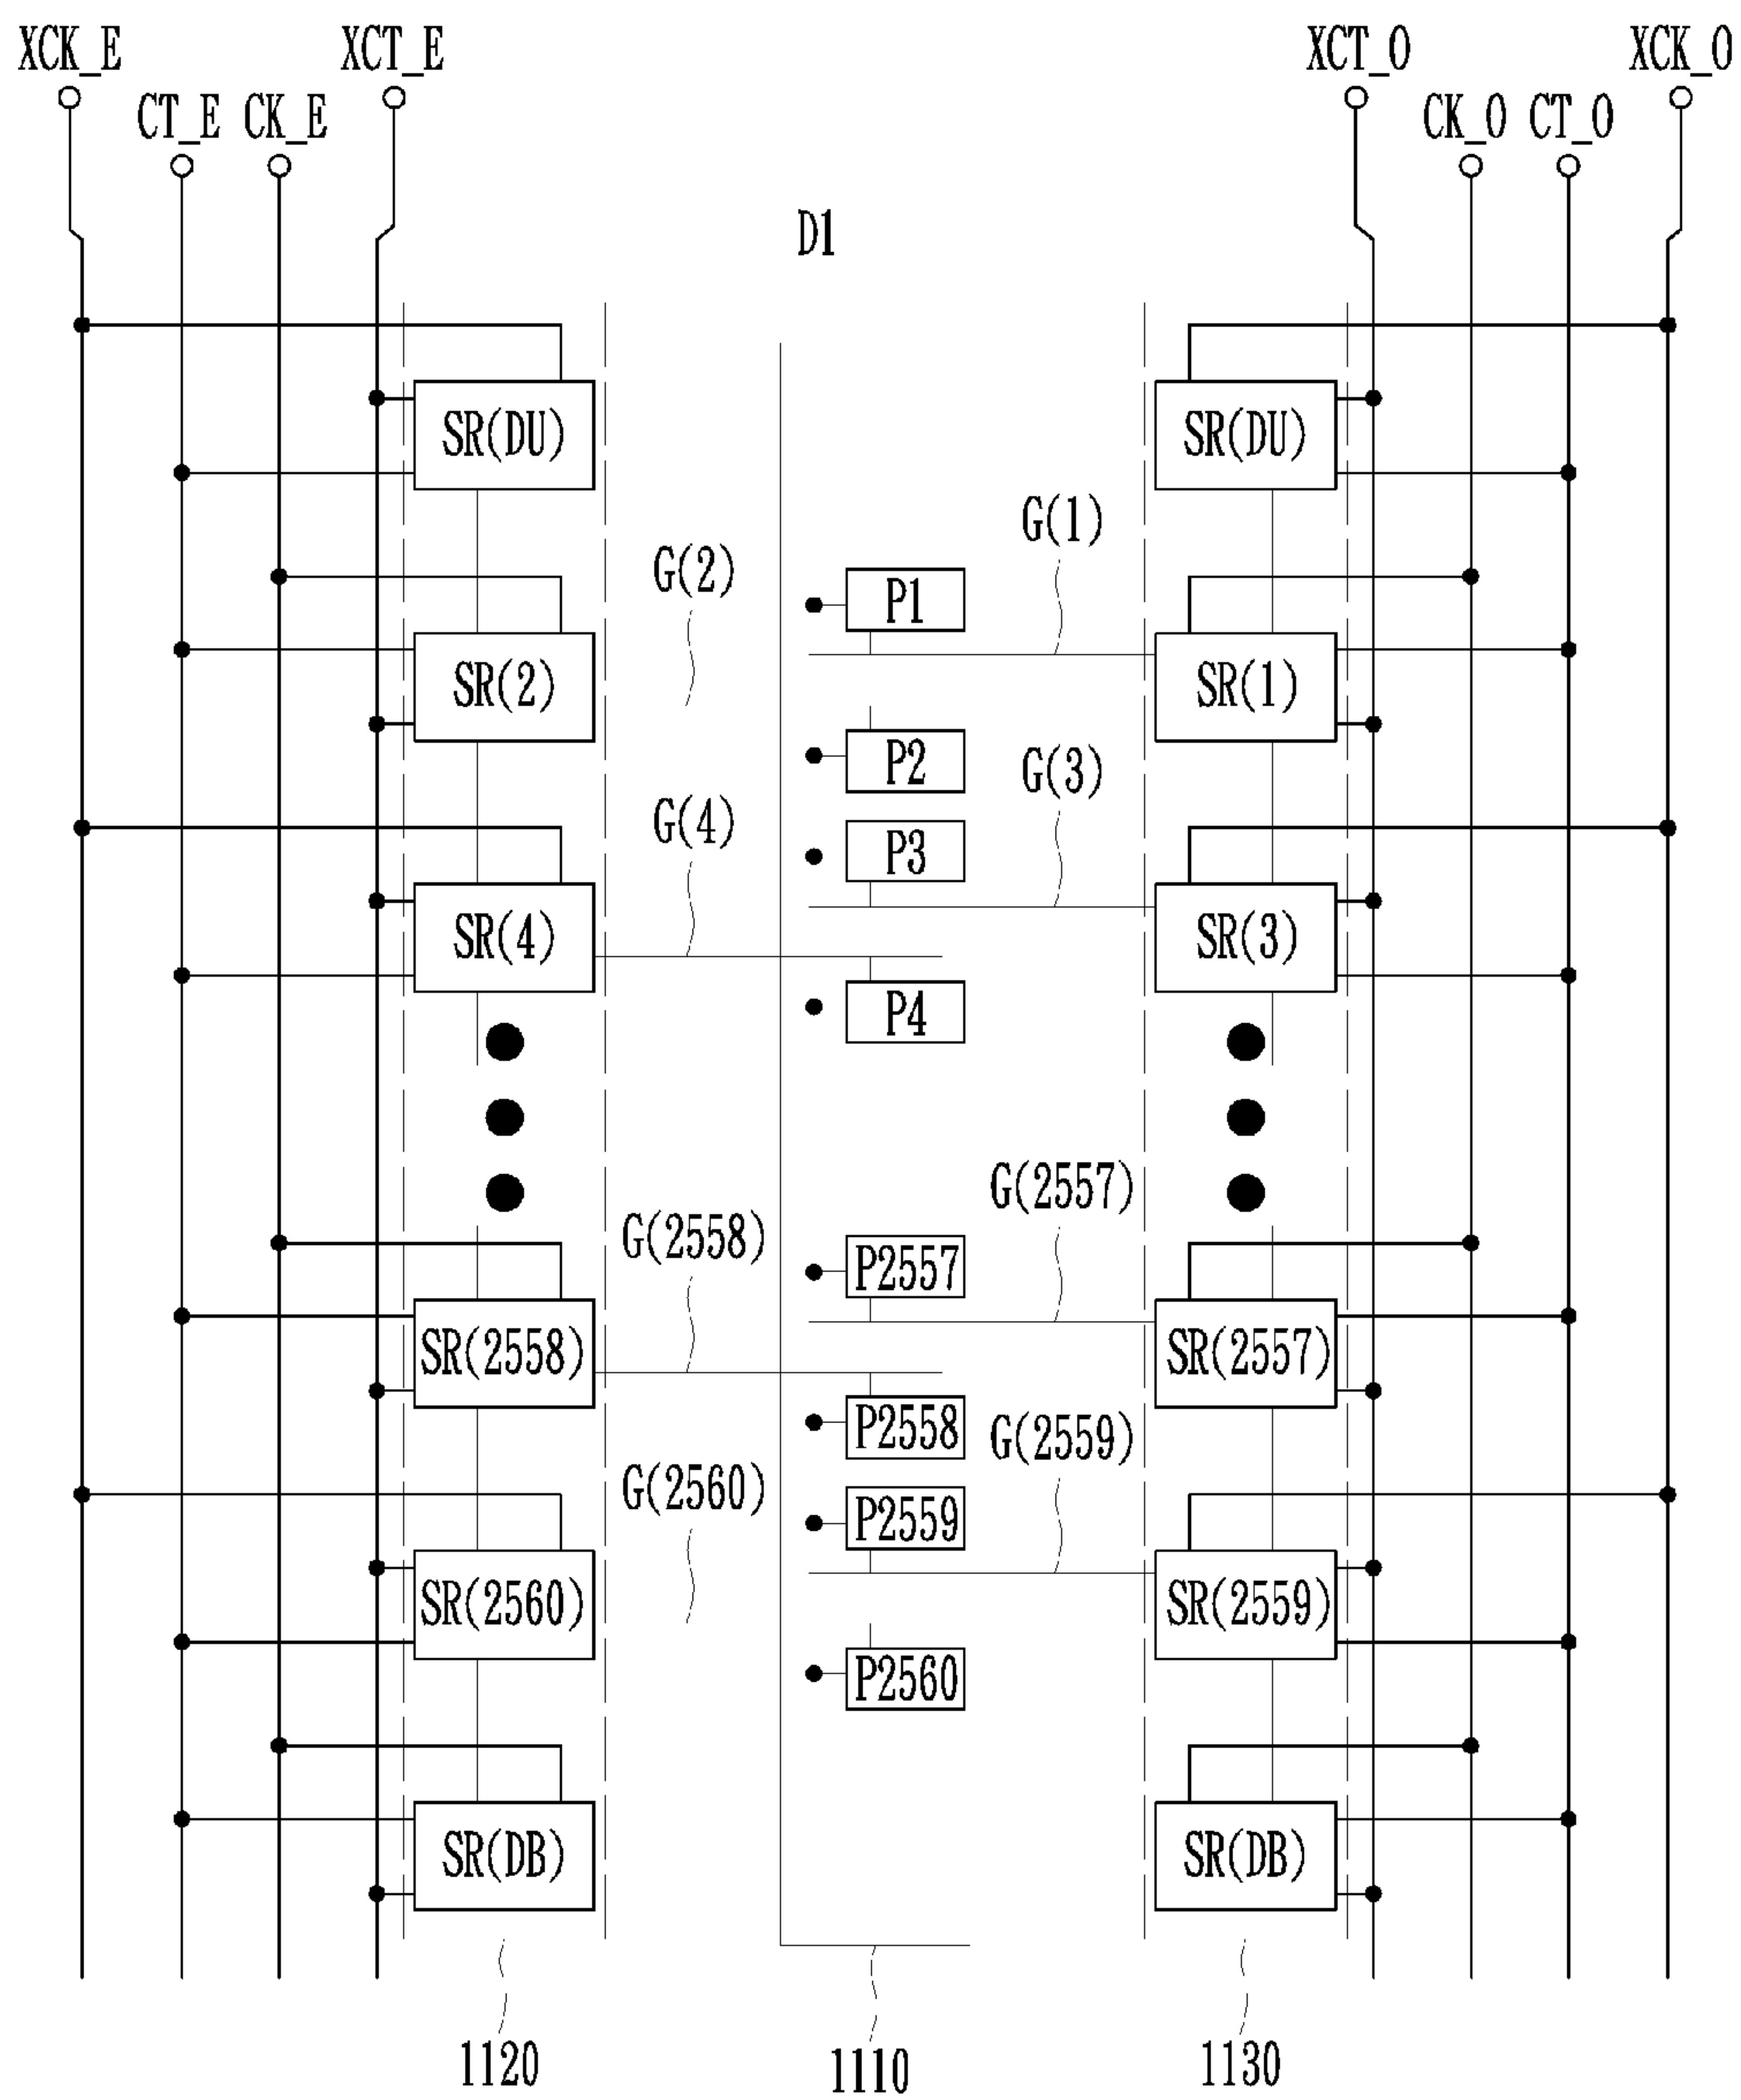 XCK_E
XCT_E
XCT_O
XCK_O
CT_E
CK_E
CK_O
CT_O
D1
SR(DU)
SR(DU)
G(1)
G(2)
P1
SR(2)
SR(1)
P2
G(3)
G(4)
P3
SR(4)
SR(3)
P4
G(2557)
G(2558)
P2557
SR(2558)
SR(2557)
P2558
G(2559)
G(2560)
P2559
SR(2560)
SR(2559)
P2560
SR(DB)
SR(DB)
1120
1110
1130